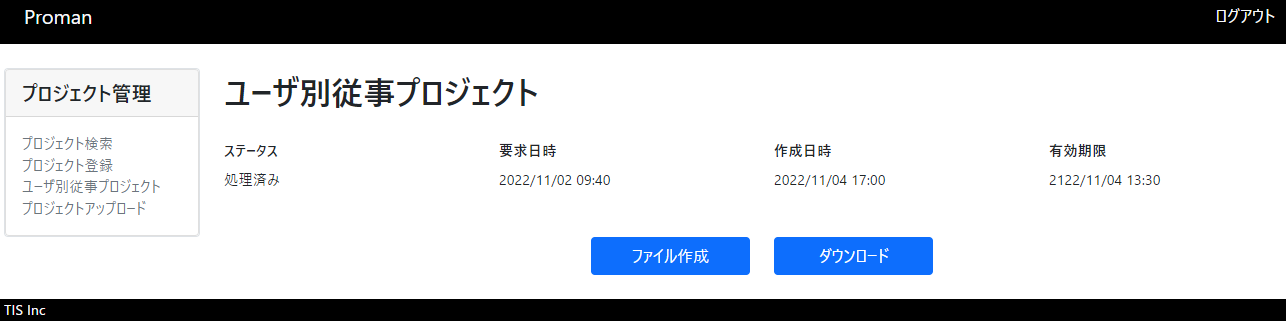 Proman
ログアウト
プロジェクト管理
プロジェクト検索
プロジェクト登録
ユーザ別従事プロジェクト
プロジェクトアップロード
ユーザ別従事プロジェクト
ステータス 要求日時 作成日時 有効期限
処理済み 2022/11/02 09:40 2022/11/04 17:00 2122/11/04 13:30
ファイル作成 ダウンロード
TIS Inc